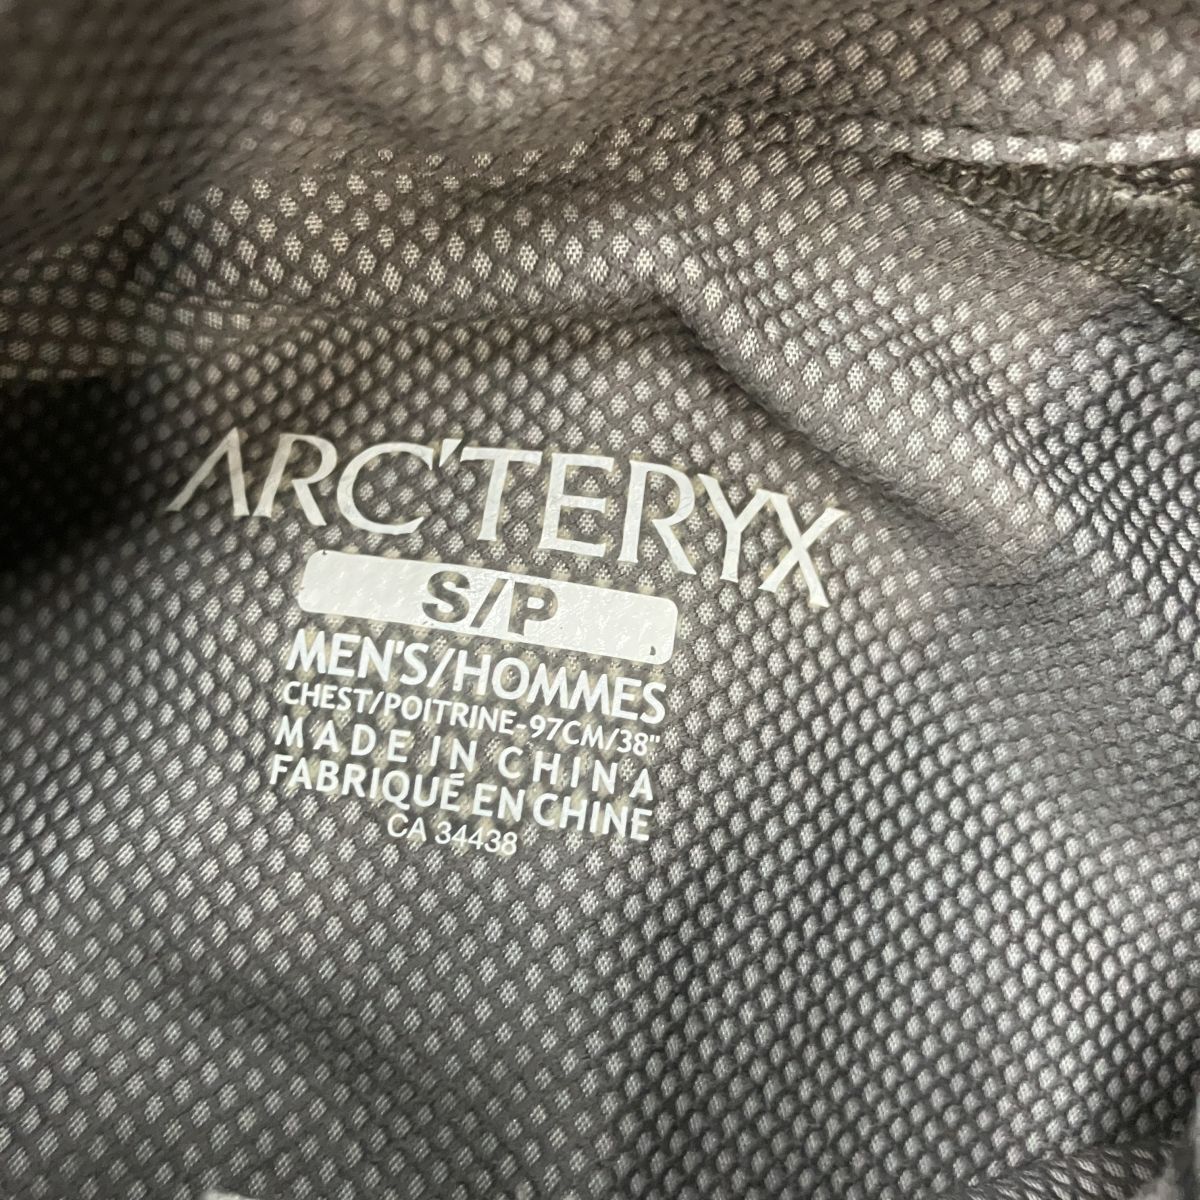 ARC'TERYX
S/P
MEN'S/HOMMES
CHEST/POITRINE-97CM/38"
MADE IN CHINA
FABRIQUÉ EN CHINE
CA 34438